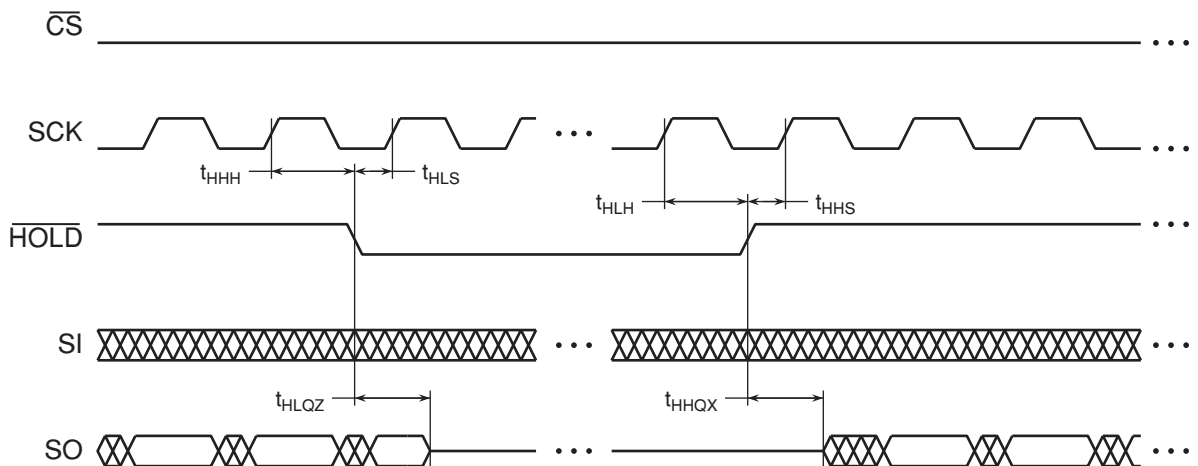 CS
SCK
tHHH
tHLS
tHLH
tHHS
HOLD
SI
tHLQZ
tHHQX
SO